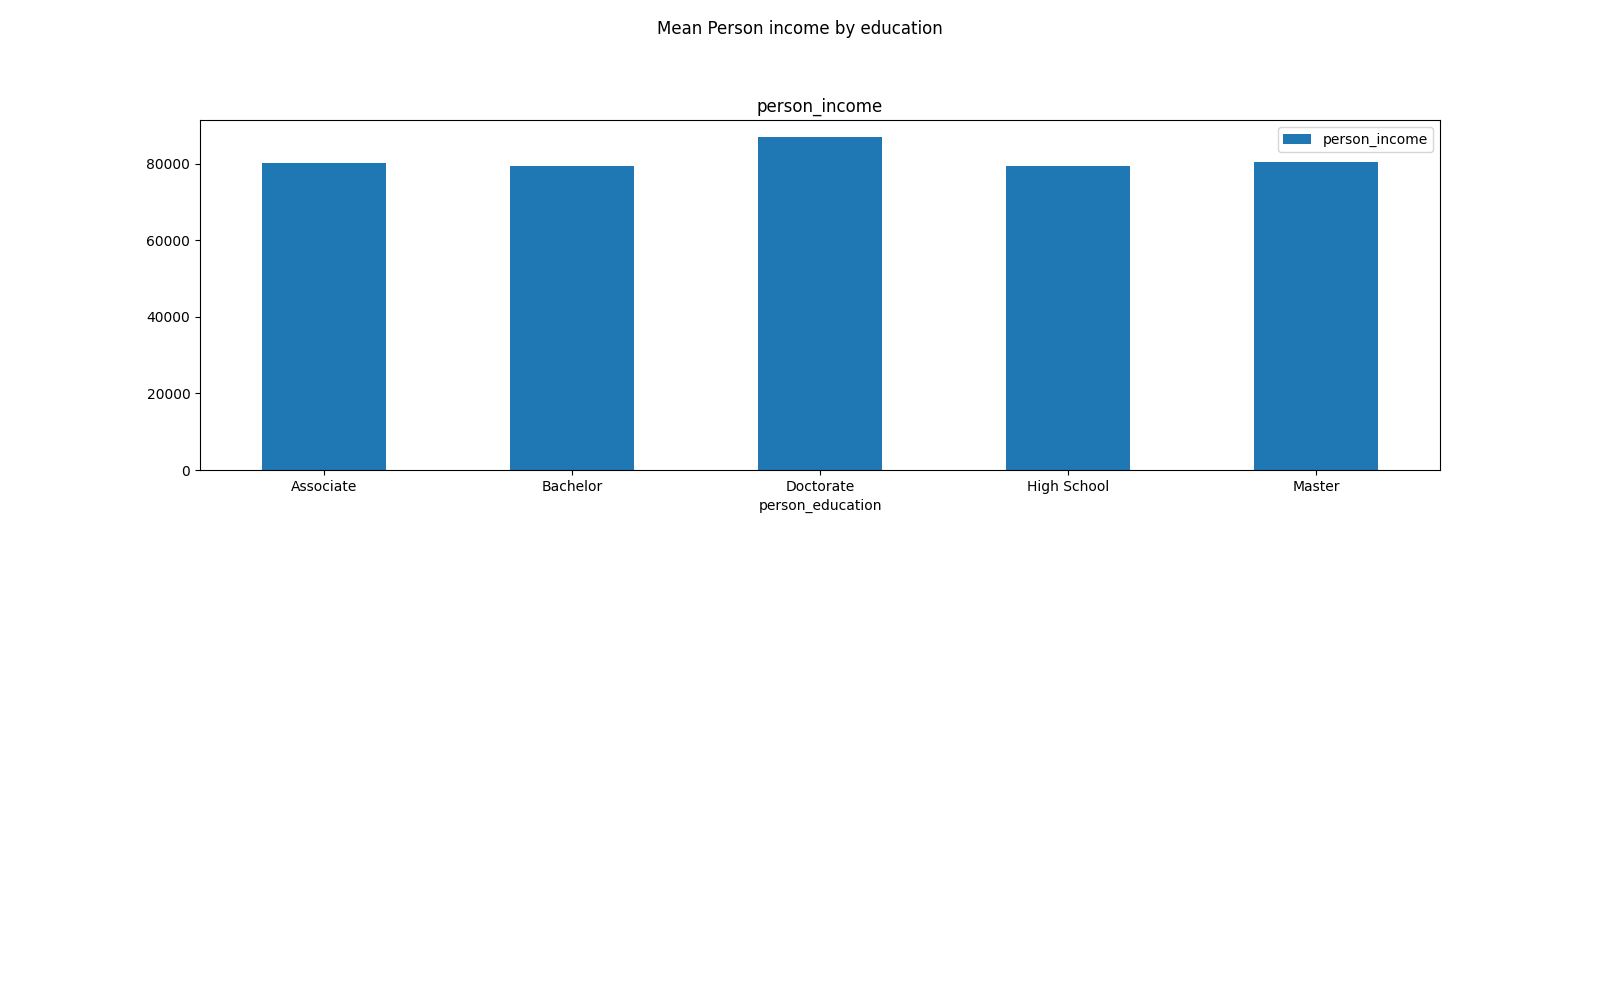 Mean Person income by education
person_income
person_income
80000
60000
40000
20000
0
Associate Bachelor Doctorate High School Master
person_education